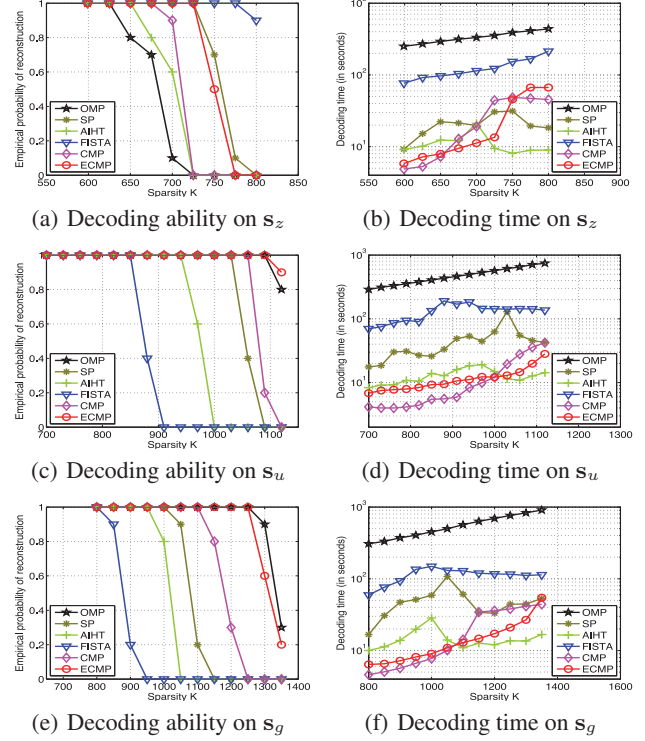 Empirical probability of reconstruction
1
0.8
0.6
0.4
0.2
0
OMP
SP
AIHT
FISTA
CMP
ECMP
550 600 650 700 750 800 850
Sparsity K
(a) Decoding ability on s_z
Decoding time (in seconds)
10^3
10^2
10^1
OMP
SP
AIHT
FISTA
CMP
ECMP
550 600 650 700 750 800 850 900
Sparsity K
(b) Decoding time on s_z
Empirical probability of reconstruction
1
0.8
0.6
0.4
0.2
0
OMP
SP
AIHT
FISTA
CMP
ECMP
700 800 900 1000 1100
Sparsity K
(c) Decoding ability on s_u
Decoding time (in seconds)
10^3
10^2
10^1
OMP
SP
AIHT
FISTA
CMP
ECMP
700 800 900 1000 1100 1200 1300
Sparsity K
(d) Decoding time on s_u
Empirical probability of reconstruction
1
0.8
0.6
0.4
0.2
0
OMP
SP
AIHT
FISTA
CMP
ECMP
700 800 900 1000 1100 1200 1300 1400
Sparsity K
(e) Decoding ability on s_g
Decoding time (in seconds)
10^3
10^2
10^1
OMP
SP
AIHT
FISTA
CMP
ECMP
800 1000 1200 1400 1600
Sparsity K
(f) Decoding time on s_g